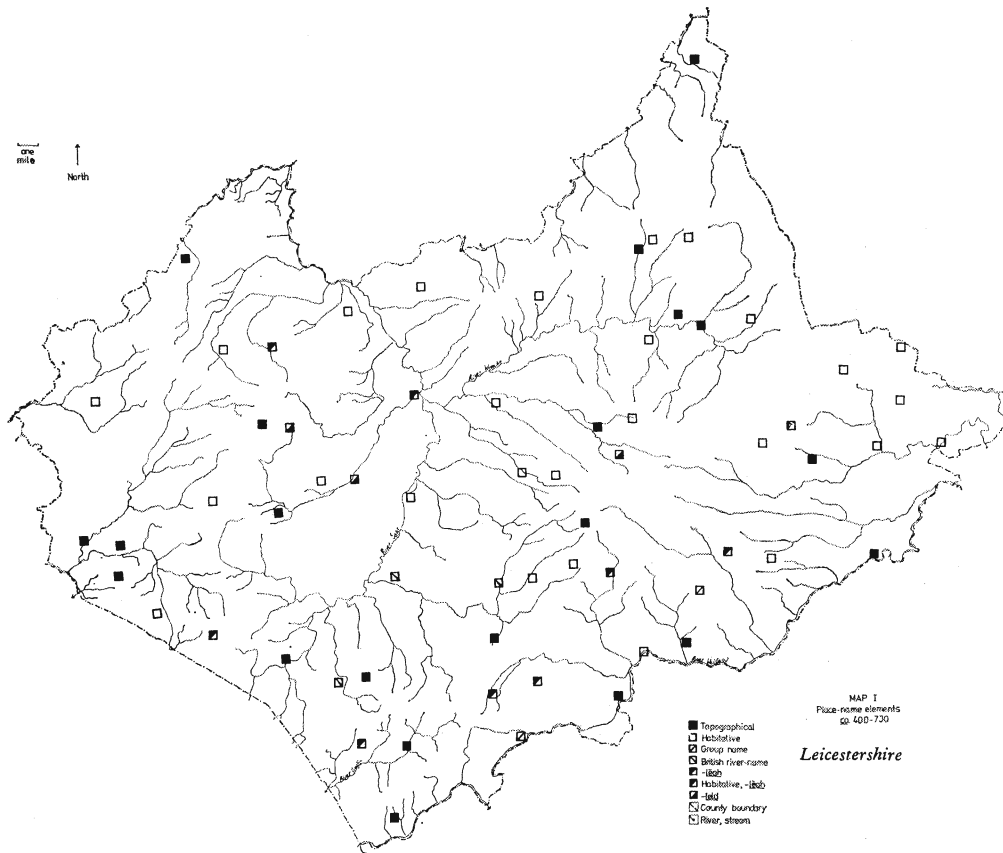 one
mile
North
MAP I
Place-name elements
ca. 400-730
Leicestershire
Topographical
Habitative
Group name
British river-name
-lēah
Habitative, -lēah
-feld
County boundary
River, stream